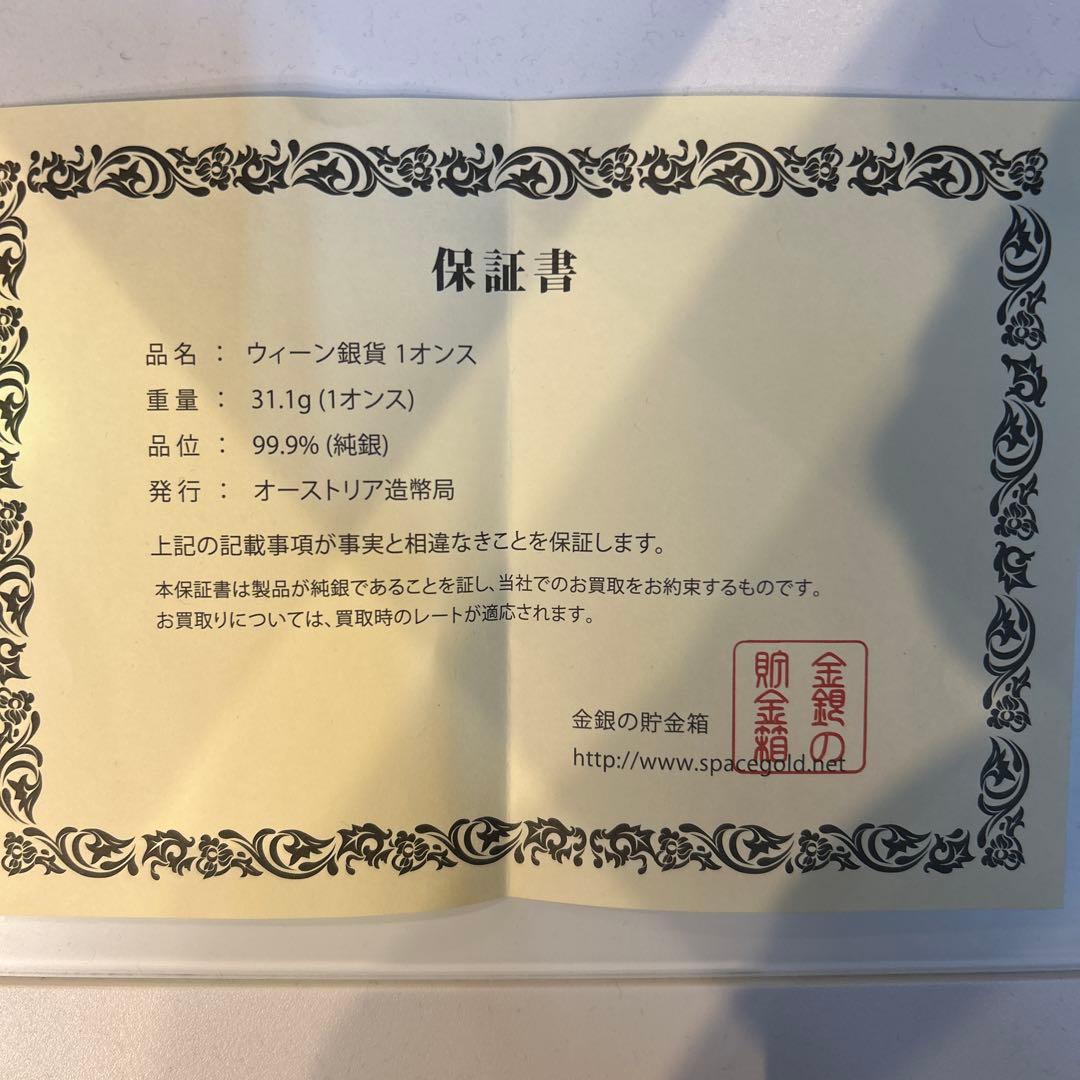 保証書
品名 ： ウィーン銀貨 1オンス
重量 ： 31.1g (1オンス)
品位 ： 99.9% (純銀)
発行 ： オーストリア造幣局
上記の記載事項が事実と相違なきことを保証します。
本保証書は製品が純銀であることを証し、当社でのお買取をお約束するものです。
お買取りについては、買取時のレートが適応されます。
金銀の貯金箱
http://www.spacegold.net
金銀の
貯金箱